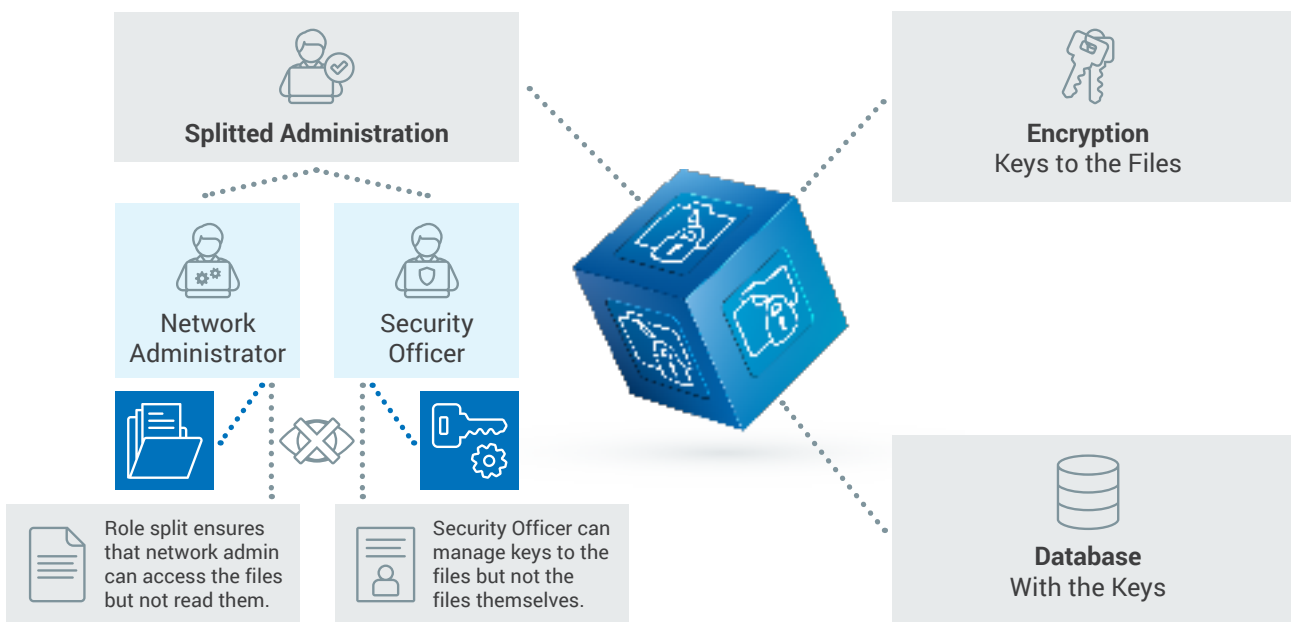 Splitted Administration
Network
Administrator
Security
Officer
Role split ensures
that network admin
can access the files
but not read them.
Security Officer can
manage keys to the
files but not the
files themselves.
Encryption
Keys to the Files
Database
With the Keys